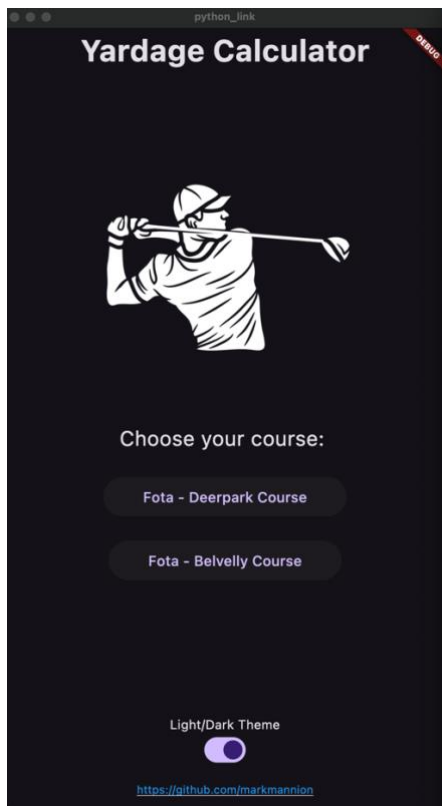 python_link
Yardage Calculator
DEBUG
Choose your course:
Fota - Deerpark Course
Fota - Belvelly Course
Light/Dark Theme
https://github.com/markmannion